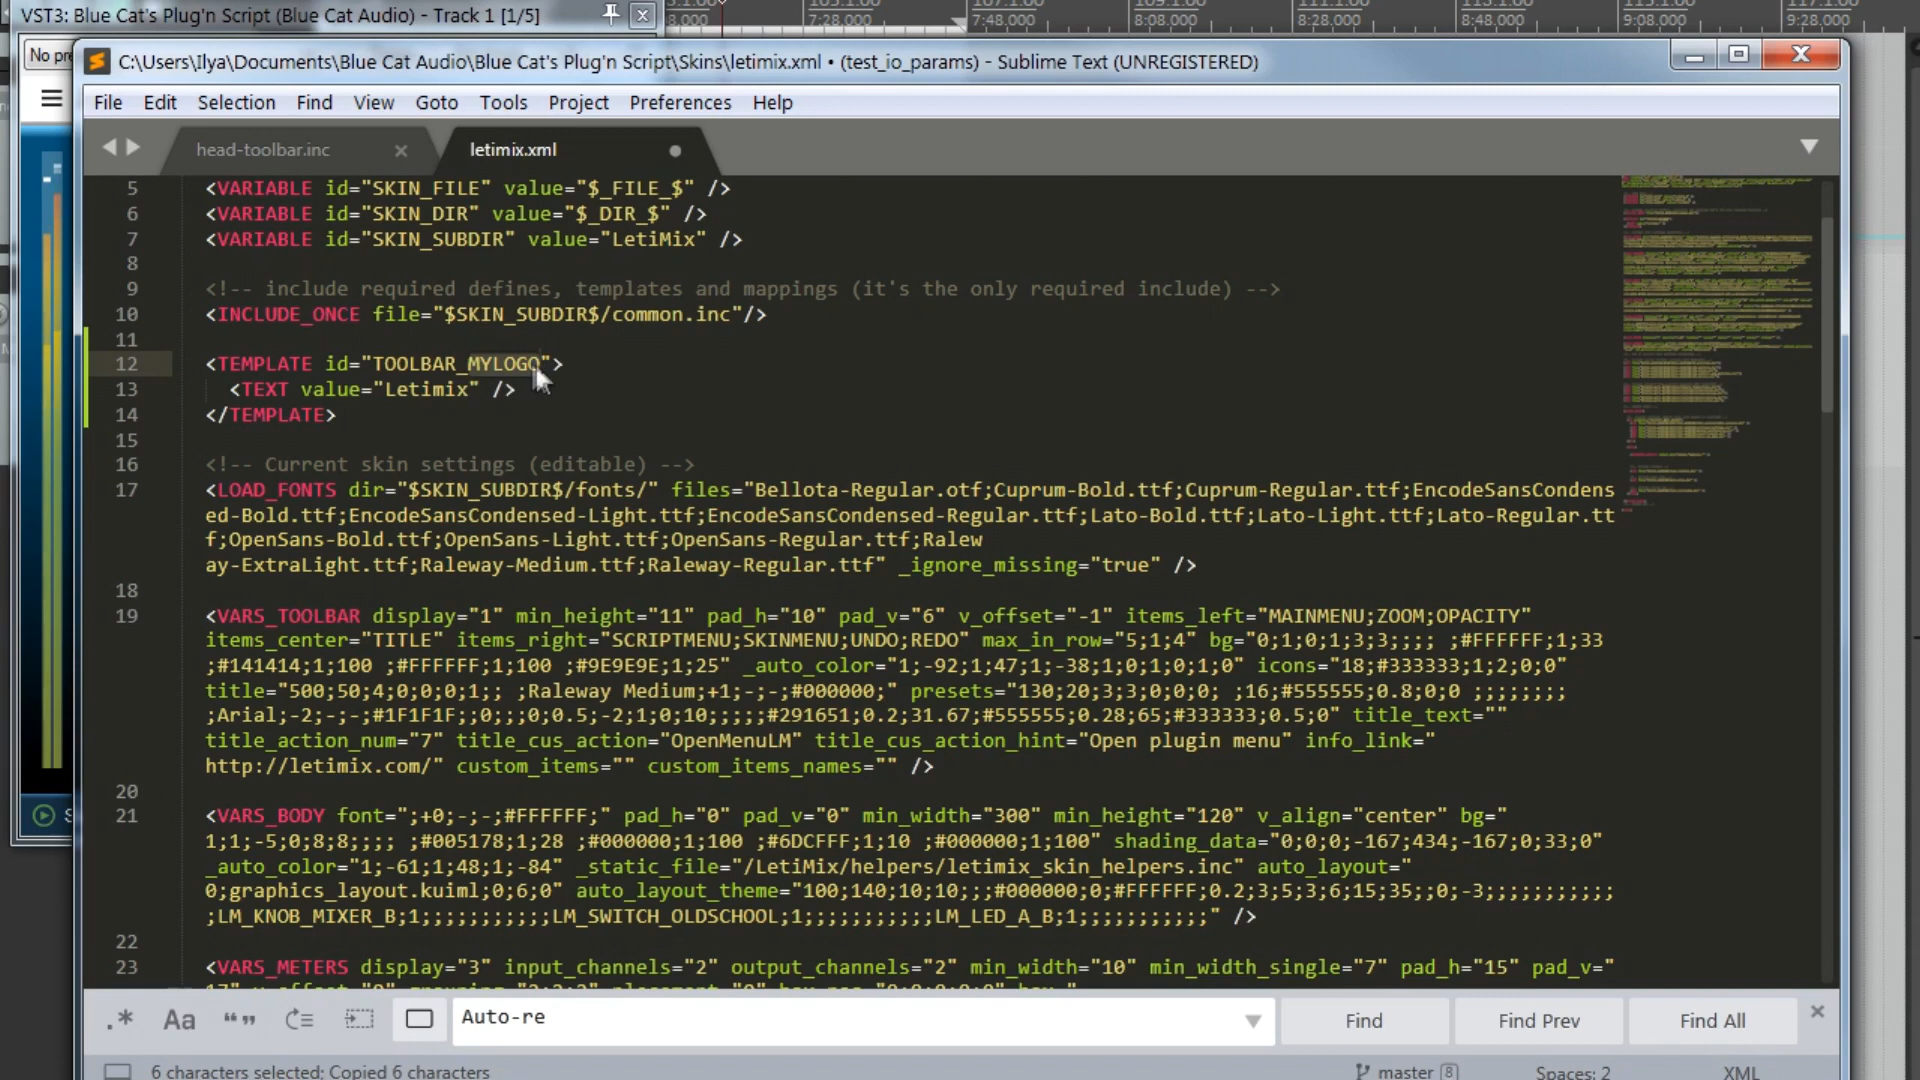 VST3: Blue Cat's Plug'n Script (Blue Cat Audio) - Track 1 [1/5]
7:28.000
7:48.000
8:08.000
8:28.000
8:48.000
9:08.000
9:28.000
No pre
C:\Users\Ilya\Documents\Blue Cat Audio\Blue Cat's Plug'n Script\Skins\letimix.xml • (test_io_params) - Sublime Text (UNREGISTERED)
File Edit Selection Find View Goto Tools Project Preferences Help
head-toolbar.inc
letimix.xml
5 <VARIABLE id="SKIN_FILE" value="$_FILE_$" />
6 <VARIABLE id="SKIN_DIR" value="$_DIR_$" />
7 <VARIABLE id="SKIN_SUBDIR" value="LetiMix" />
8
9 <!-- include required defines, templates and mappings (it's the only required include) -->
10 <INCLUDE_ONCE file="$SKIN_SUBDIR$/common.inc"/>
11
12 <TEMPLATE id="TOOLBAR_MYLOGO">
13 <TEXT value="Letimix" />
14 </TEMPLATE>
15
16 <!-- Current skin settings (editable) -->
17 <LOAD_FONTS dir="$SKIN_SUBDIR$/fonts/" files="Bellota-Regular.otf;Cuprum-Bold.ttf;Cuprum-Regular.ttf;EncodeSansCondens
ed-Bold.ttf;EncodeSansCondensed-Light.ttf;EncodeSansCondensed-Regular.ttf;Lato-Bold.ttf;Lato-Light.ttf;Lato-Regular.tt
f;OpenSans-Bold.ttf;OpenSans-Light.ttf;OpenSans-Regular.ttf;Ralew
ay-ExtraLight.ttf;Raleway-Medium.ttf;Raleway-Regular.ttf" _ignore_missing="true" />
18
19 <VARS_TOOLBAR display="1" min_height="11" pad_h="10" pad_v="6" v_offset="-1" items_left="MAINMENU;ZOOM;OPACITY"
items_center="TITLE" items_right="SCRIPTMENU;SKINMENU;UNDO;REDO" max_in_row="5;1;4" bg="0;1;0;1;3;3;;;; ;#FFFFFF;1;33
;#141414;1;100 ;#FFFFFF;1;100 ;#9E9E9E;1;25" _auto_color="1;-92;1;47;1;-38;1;0;1;0;1;0" icons="18;#333333;1;2;0;0"
title="500;50;4;0;0;0;1;; ;Raleway Medium;+1;-;-;#000000;" presets="130;20;3;3;0;0;0; ;16;#555555;0.8;0;0 ;;;;;;;;
;Arial;-2;-;-;#1F1F1F;;0;;;0;0.5;-2;1;0;10;;;;;#291651;0.2;31.67;#555555;0.28;65;#333333;0.5;0" title_text=""
title_action_num="7" title_cus_action="OpenMenuLM" title_cus_action_hint="Open plugin menu" info_link="
http://letimix.com/" custom_items="" custom_items_names="" />
20
21 <VARS_BODY font=";+0;-;-;#FFFFFF;" pad_h="0" pad_v="0" min_width="300" min_height="120" v_align="center" bg="
1;1;-5;0;8;8;;;; ;#005178;1;28 ;#000000;1;100 ;#6DCFFF;1;10 ;#000000;1;100" shading_data="0;0;0;-167;434;-167;0;33;0"
_auto_color="1;-61;1;48;1;-84" _static_file="/LetiMix/helpers/letimix_skin_helpers.inc" auto_layout="
0;graphics_layout.kuiml;0;6;0" auto_layout_theme="100;140;10;10;;;#000000;0;#FFFFFF;0.2;3;5;3;6;15;35;;0;-3;;;;;;;;;;;
;LM_KNOB_MIXER_B;1;;;;;;;;;;;LM_SWITCH_OLDSCHOOL;1;;;;;;;;;;;LM_LED_A_B;1;;;;;;;;;;;" />
22
23 <VARS_METERS display="3" input_channels="2" output_channels="2" min_width="10" min_width_single="7" pad_h="15" pad_v="
.* Aa “”
Auto-re
Find
Find Prev
Find All
6 characters selected; Copied 6 characters
master 8
Spaces: 2
XML